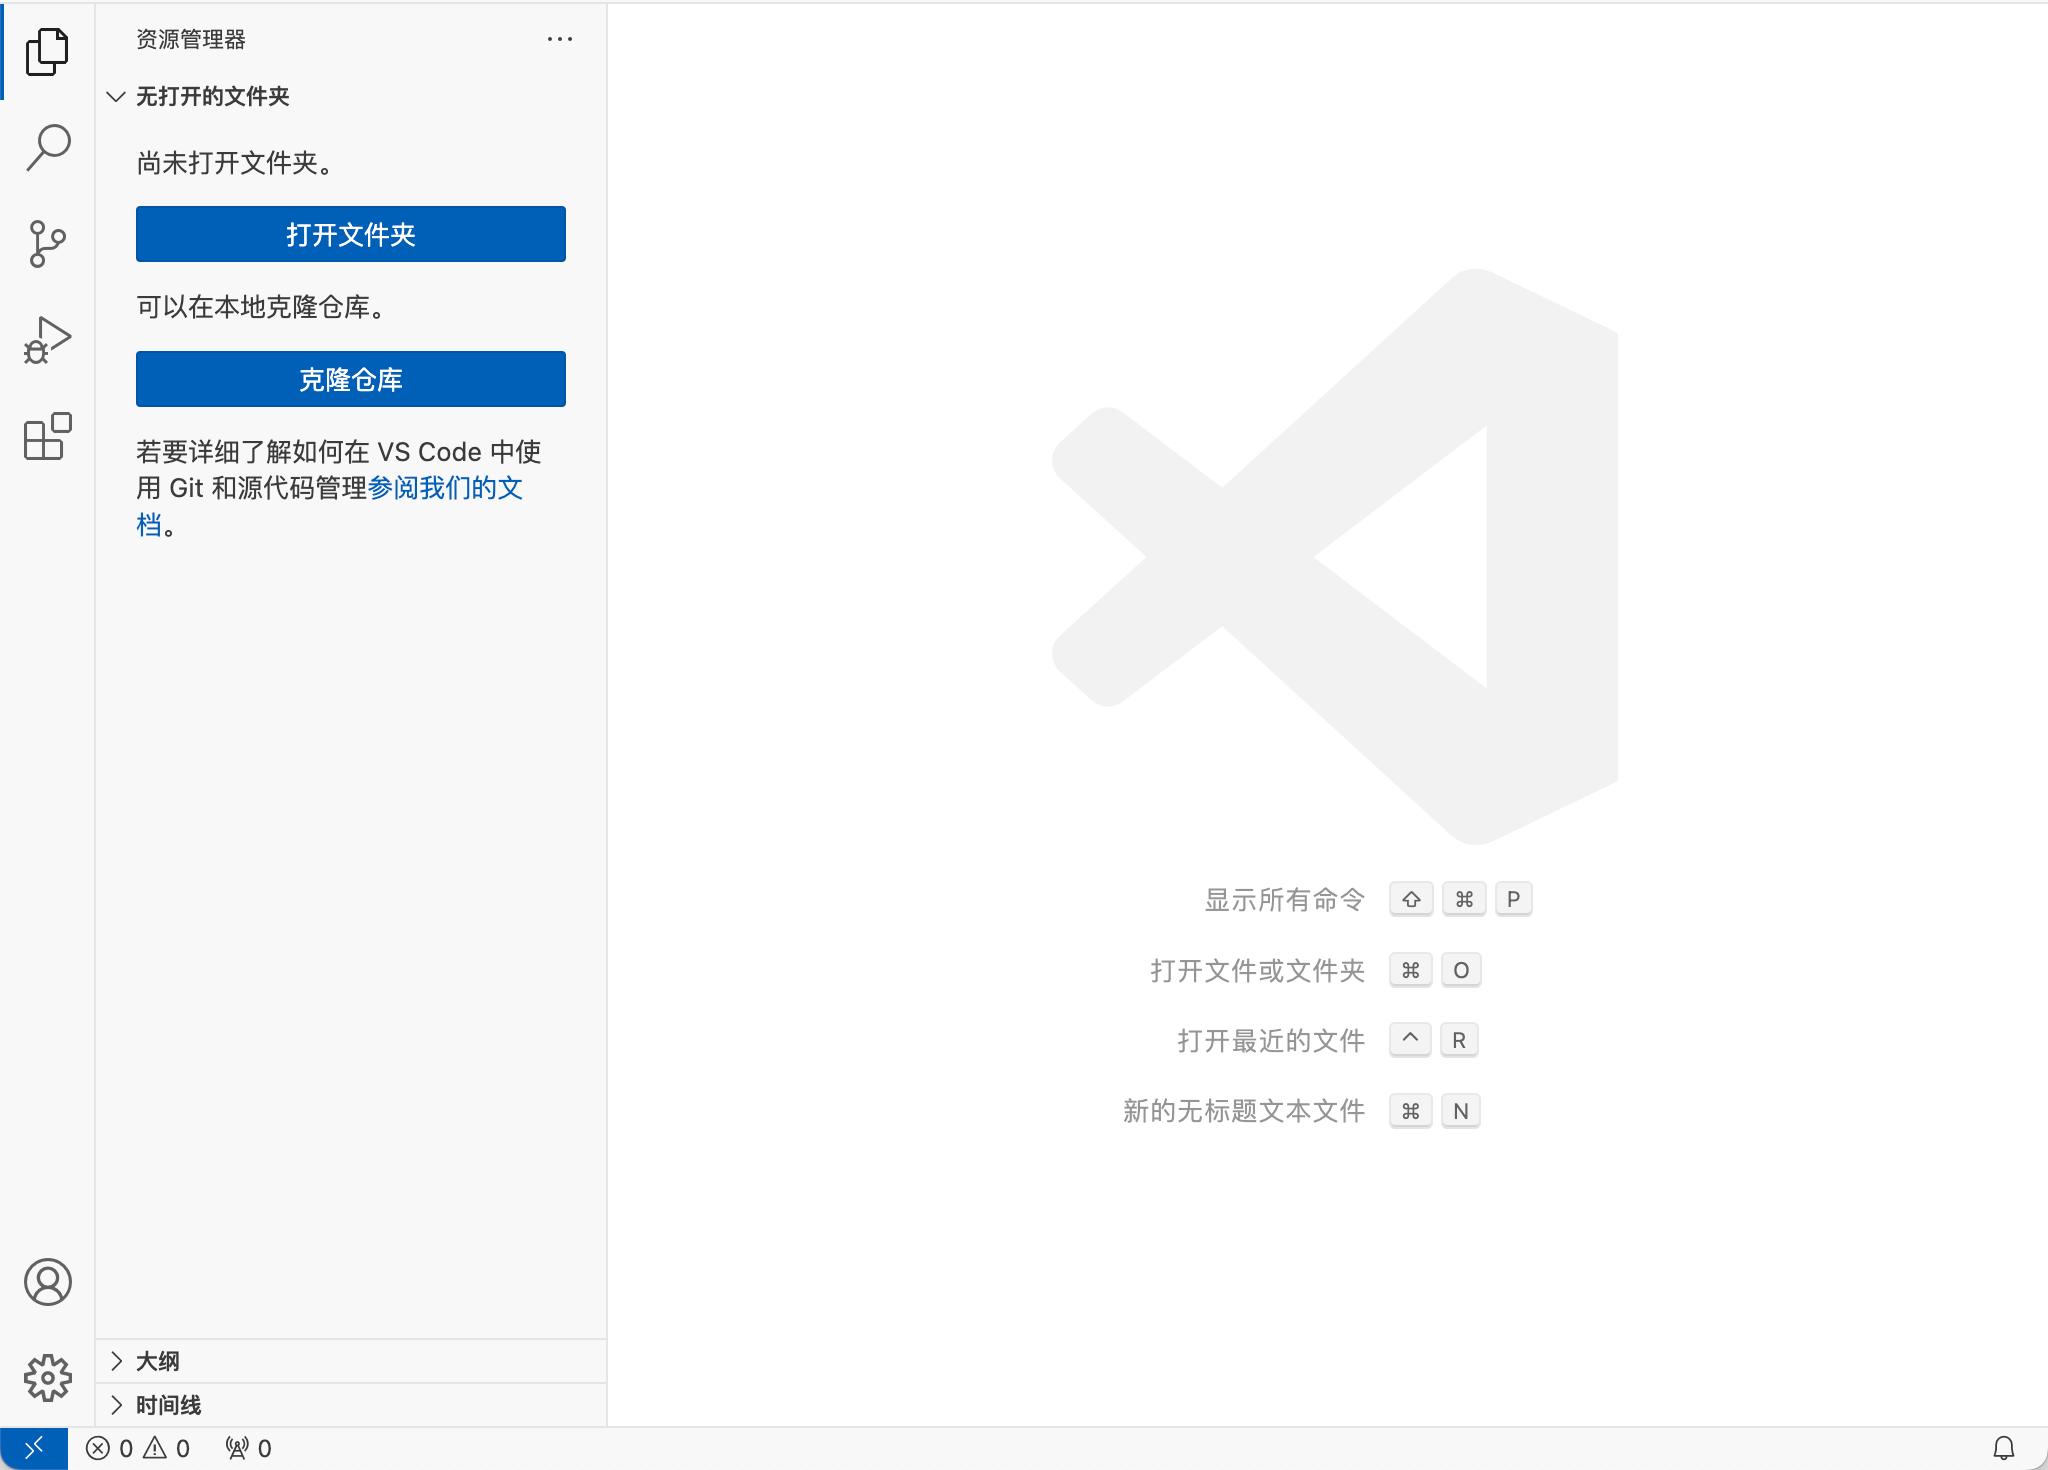 资源管理器
无打开的文件夹
尚未打开文件夹。
打开文件夹
可以在本地克隆仓库。
克隆仓库
若要详细了解如何在 VS Code 中使
用 Git 和源代码管理参阅我们的文
档。
显示所有命令 ⇧ ⌘ P
打开文件或文件夹 ⌘ O
打开最近的文件 ^ R
新的无标题文本文件 ⌘ N
大纲
时间线
0 0 0